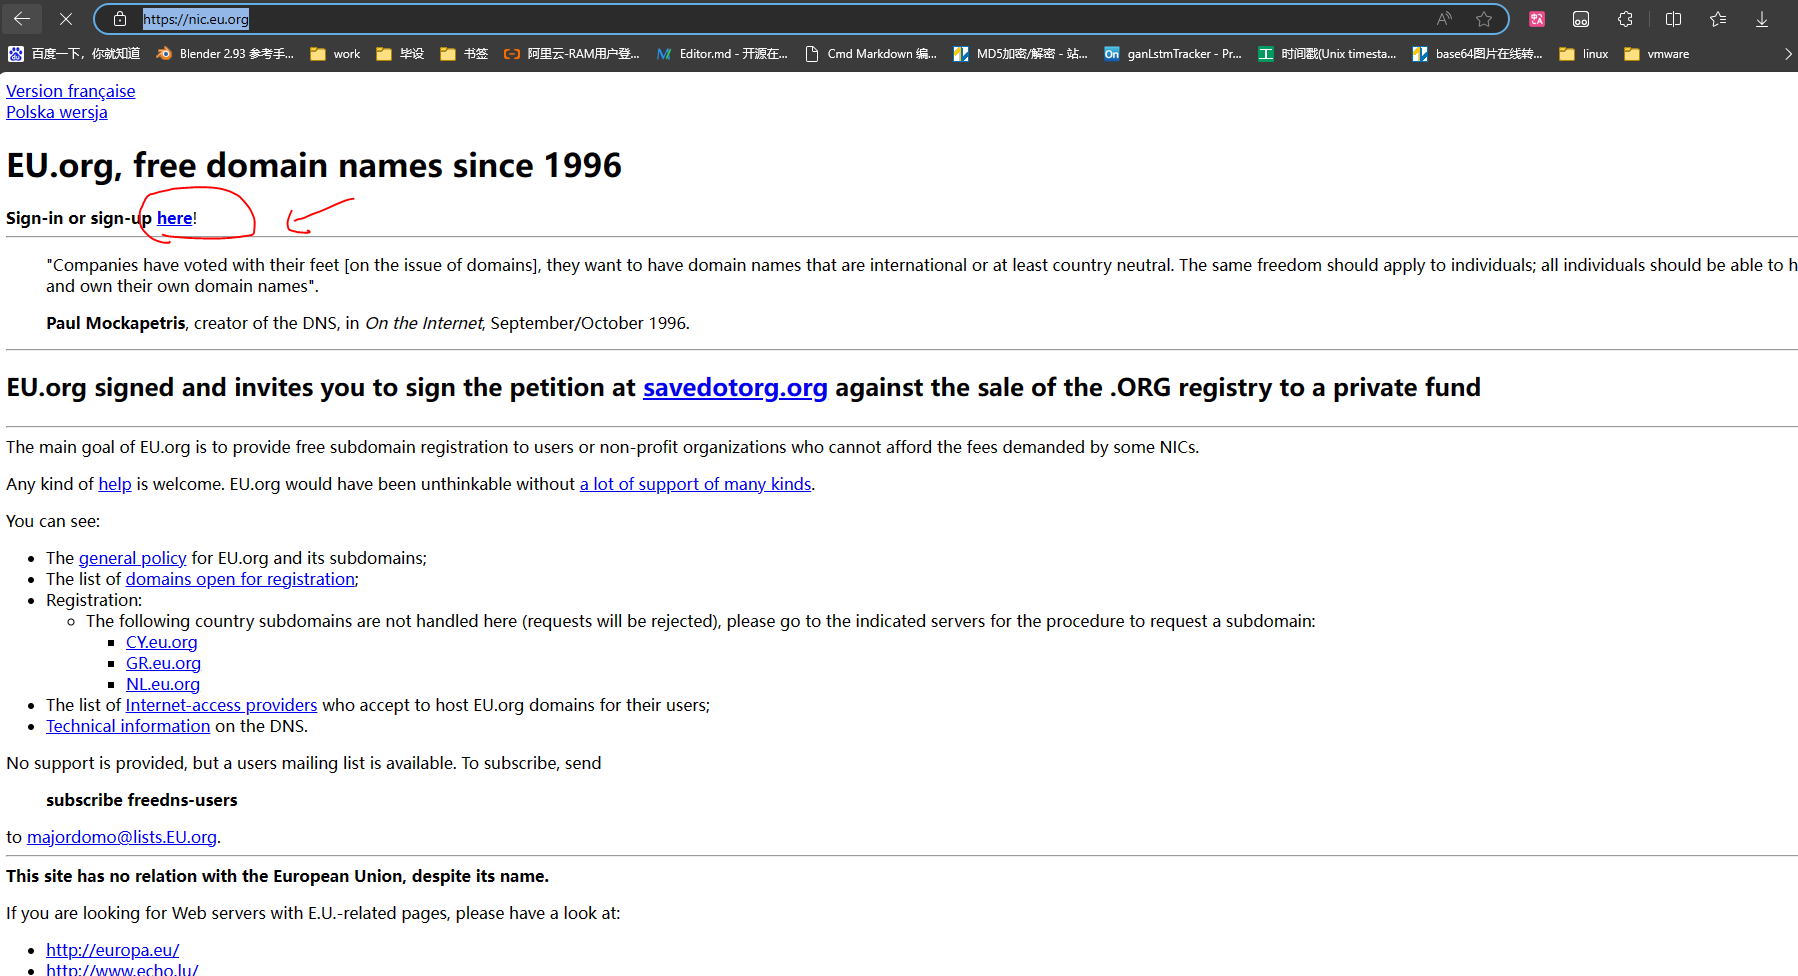 https://nic.eu.org
百度一下，你就知道 Blender 2.93 参考手... work 毕设 书签 阿里云-RAM用户登... Editor.md - 开源在... Cmd Markdown 编... MD5加密/解密 - 站... On ganLstmTracker - Pr... 工 时间戳(Unix timesta... base64图片在线转... linux vmware
Version française
Polska wersja
EU.org, free domain names since 1996
Sign-in or sign-up here!
"Companies have voted with their feet [on the issue of domains], they want to have domain names that are international or at least country neutral. The same freedom should apply to individuals; all individuals should be able to h
and own their own domain names".
Paul Mockapetris, creator of the DNS, in On the Internet, September/October 1996.
EU.org signed and invites you to sign the petition at savedotorg.org against the sale of the .ORG registry to a private fund
The main goal of EU.org is to provide free subdomain registration to users or non-profit organizations who cannot afford the fees demanded by some NICs.
Any kind of help is welcome. EU.org would have been unthinkable without a lot of support of many kinds.
You can see:
The general policy for EU.org and its subdomains;
The list of domains open for registration;
Registration:
The following country subdomains are not handled here (requests will be rejected), please go to the indicated servers for the procedure to request a subdomain:
CY.eu.org
GR.eu.org
NL.eu.org
The list of Internet-access providers who accept to host EU.org domains for their users;
Technical information on the DNS.
No support is provided, but a users mailing list is available. To subscribe, send
subscribe freedns-users
to majordomo@lists.EU.org.
This site has no relation with the European Union, despite its name.
If you are looking for Web servers with E.U.-related pages, please have a look at:
http://europa.eu/
http://www.echo.lu/